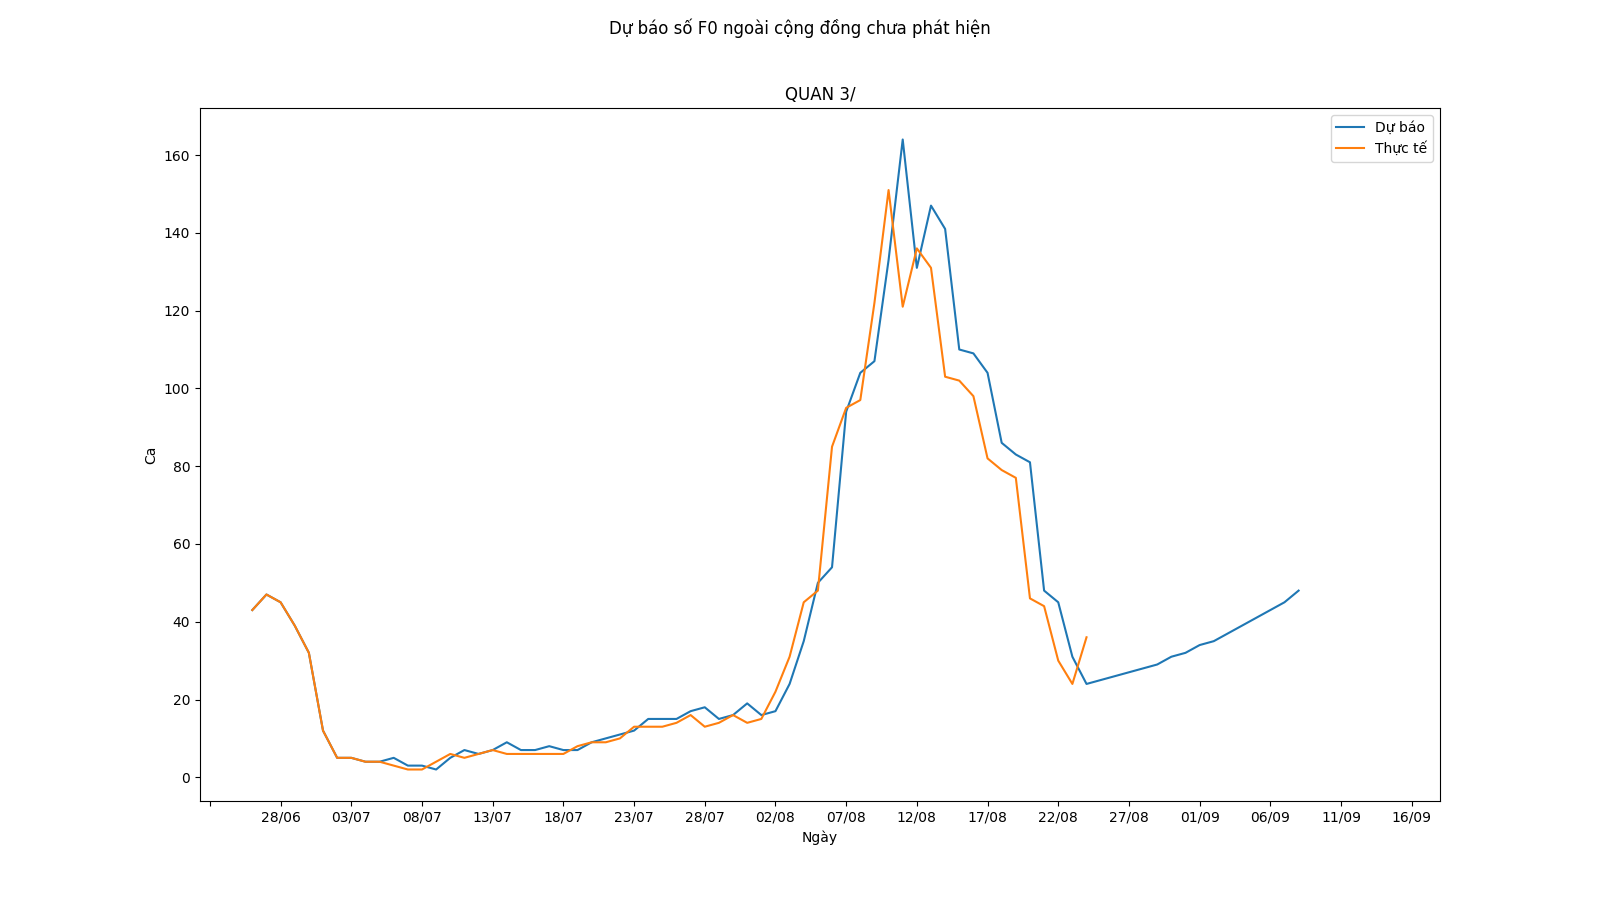 Dự báo số F0 ngoài cộng đồng chưa phát hiện
QUAN 3/
Dự báo
Thực tế
160
140
120
100
80
60
40
20
0
Ca
28/06 03/07 08/07 13/07 18/07 23/07 28/07 02/08 07/08 12/08 17/08 22/08 27/08 01/09 06/09 11/09 16/09
Ngày